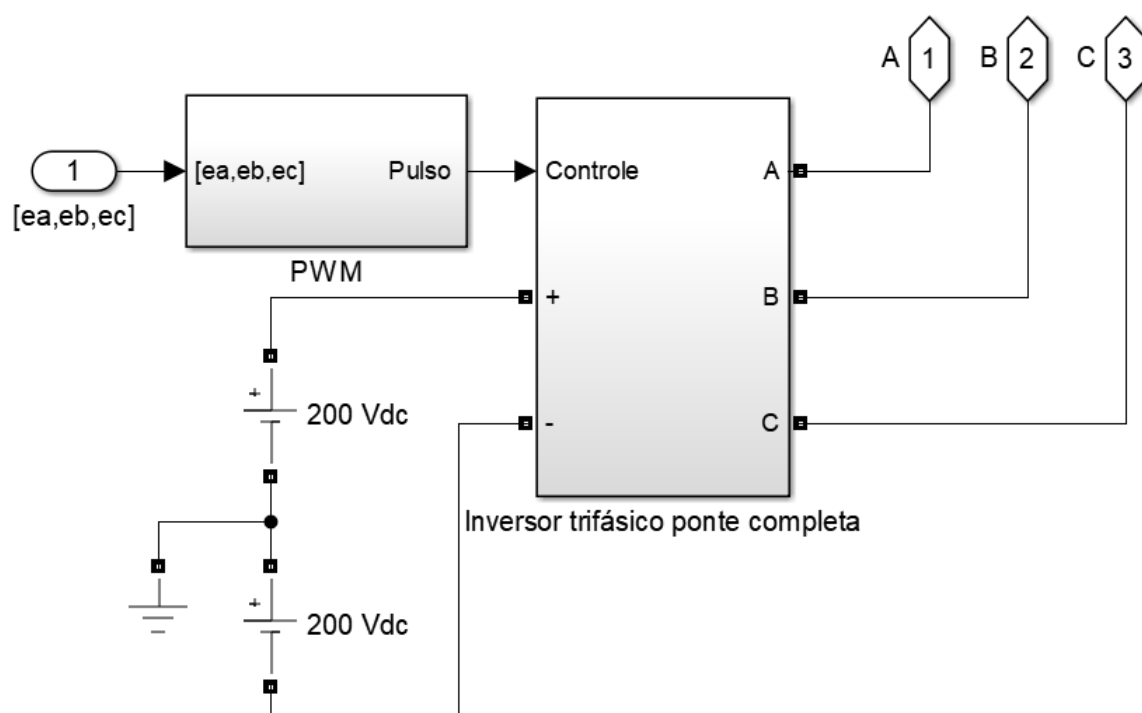 A 1 B 2 C 3
1
[ea,eb,ec] Pulso
Controle A
[ea,eb,ec]
PWM
+ B
+
200 Vdc
- C
Inversor trifásico ponte completa
+
200 Vdc